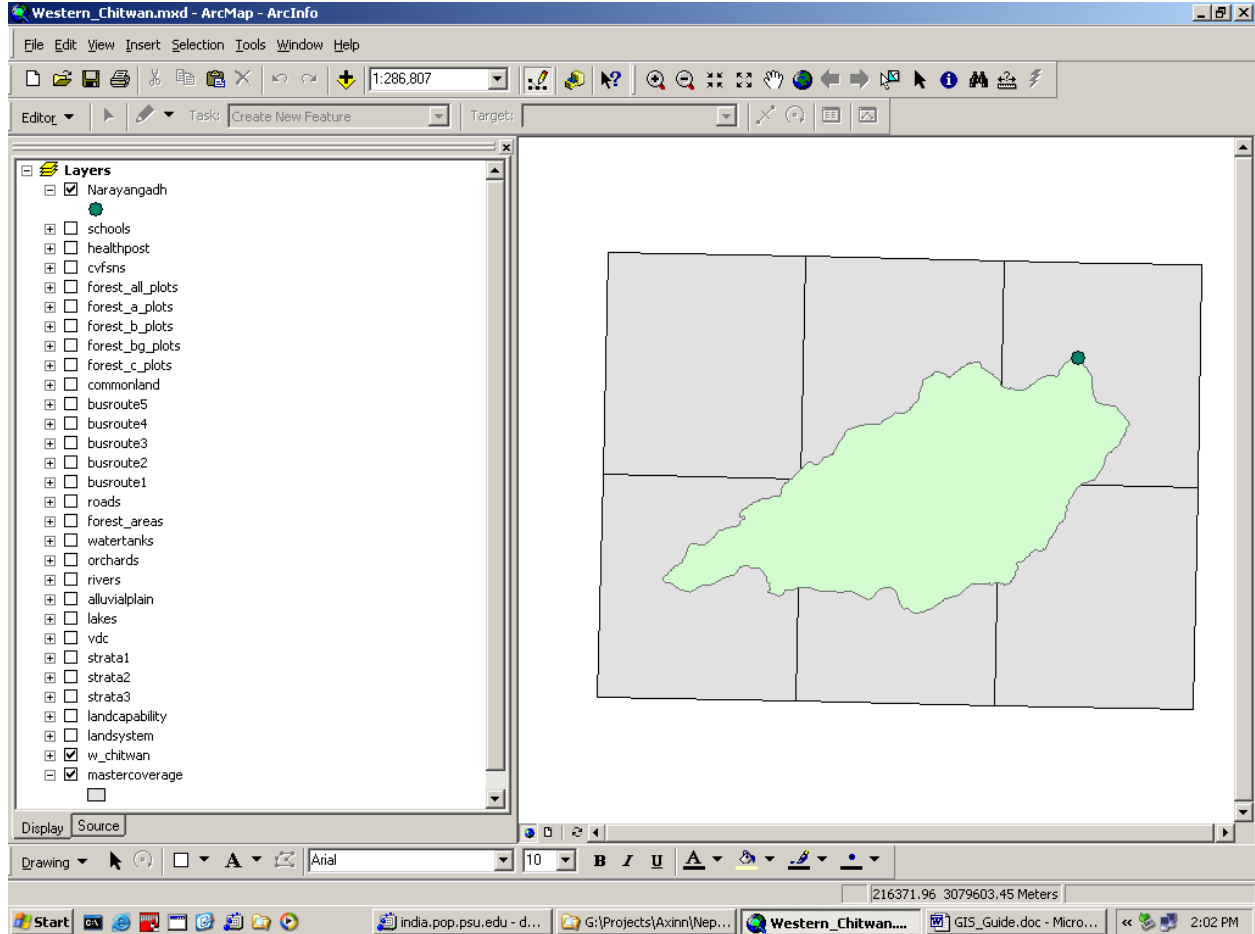 Western_Chitwan.mxd - ArcMap - ArcInfo
File Edit View Insert Selection Tools Window Help
1:286,807
Editor Task: Create New Feature Target:
Layers
Narayangadh
schools
healthpost
cvfsns
forest_all_plots
forest_a_plots
forest_b_plots
forest_bg_plots
forest_c_plots
commonland
busroute5
busroute4
busroute3
busroute2
busroute1
roads
forest_areas
watertanks
orchards
rivers
alluvialplain
lakes
vdc
strata1
strata2
strata3
landcapability
landsystem
w_chitwan
mastercoverage
Display Source
Drawing A Arial 10 B I U A
216371.96 3079603.45 Meters
Start india.pop.psu.edu - d... G:\Projects\Axinn\Nep... Western_Chitwan.... GIS_Guide.doc - Micro... « 2:02 PM